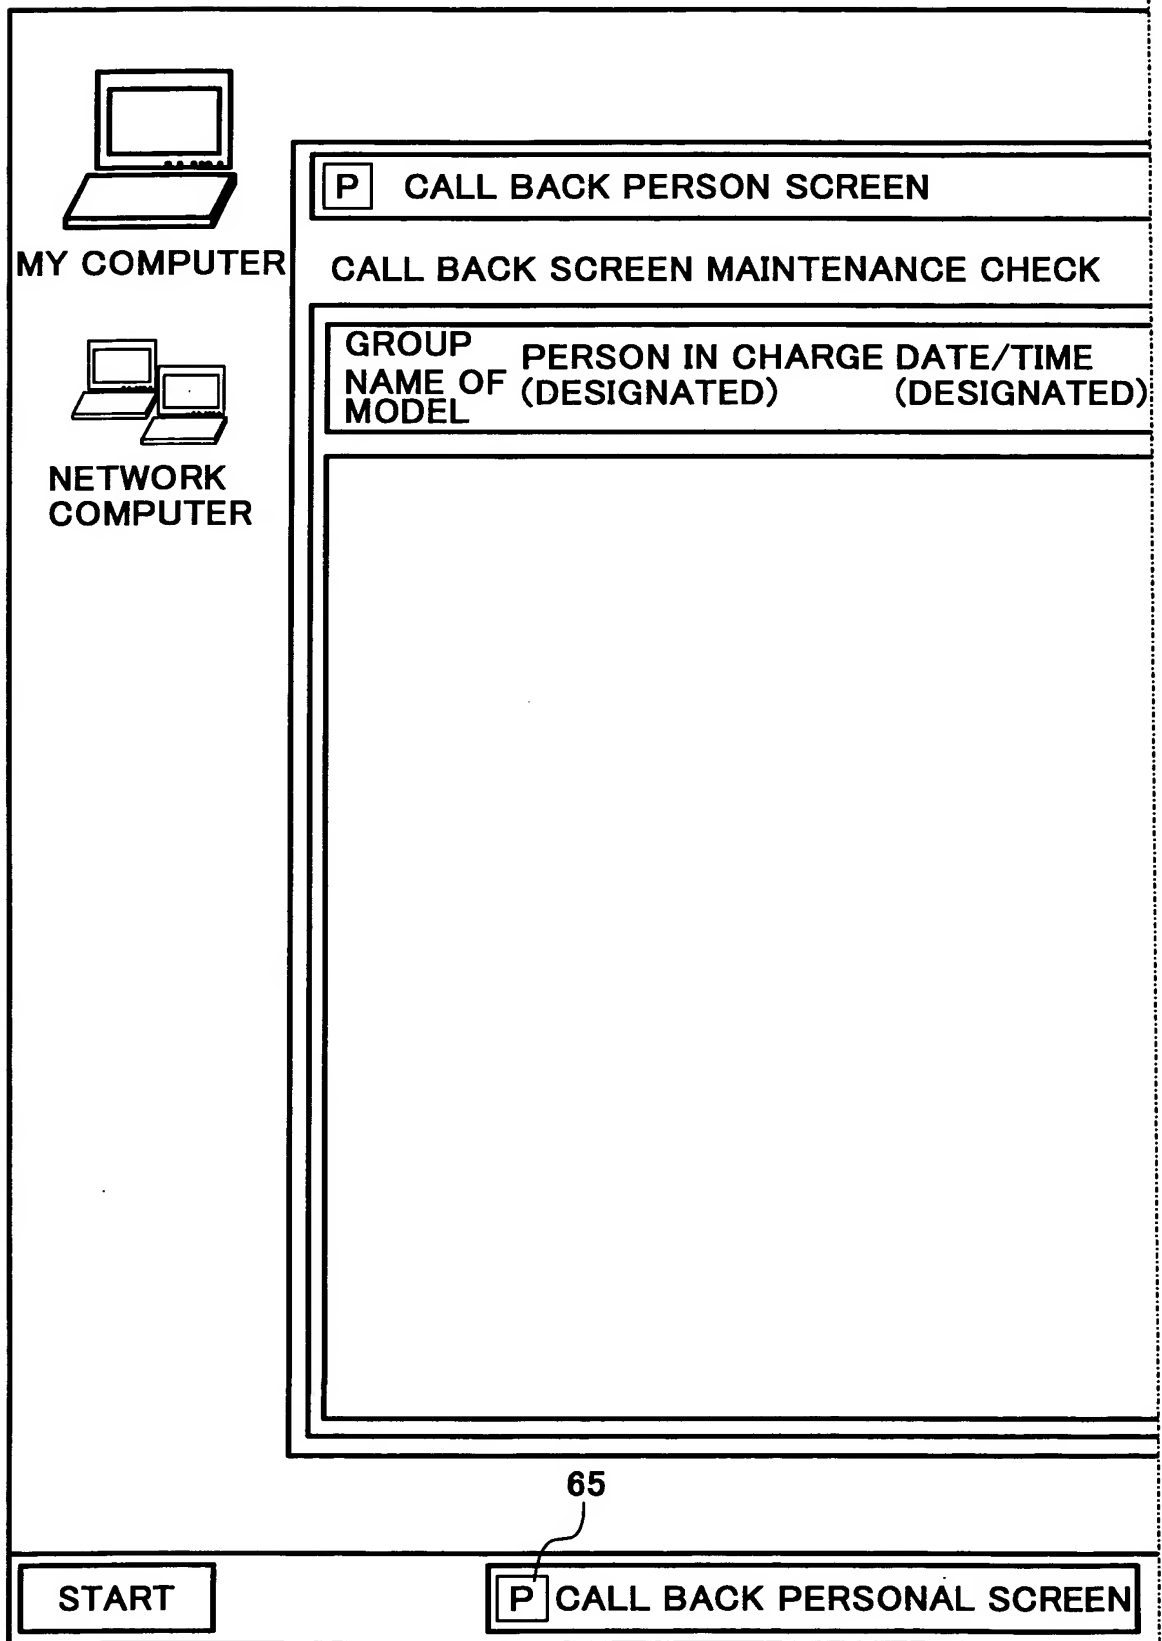 P CALL BACK PERSON SCREEN
MY COMPUTER
CALL BACK SCREEN MAINTENANCE CHECK
GROUP
NAME OF
MODEL
PERSON IN CHARGE
(DESIGNATED)
DATE/TIME
(DESIGNATED)
NETWORK
COMPUTER
65
START
P CALL BACK PERSONAL SCREEN